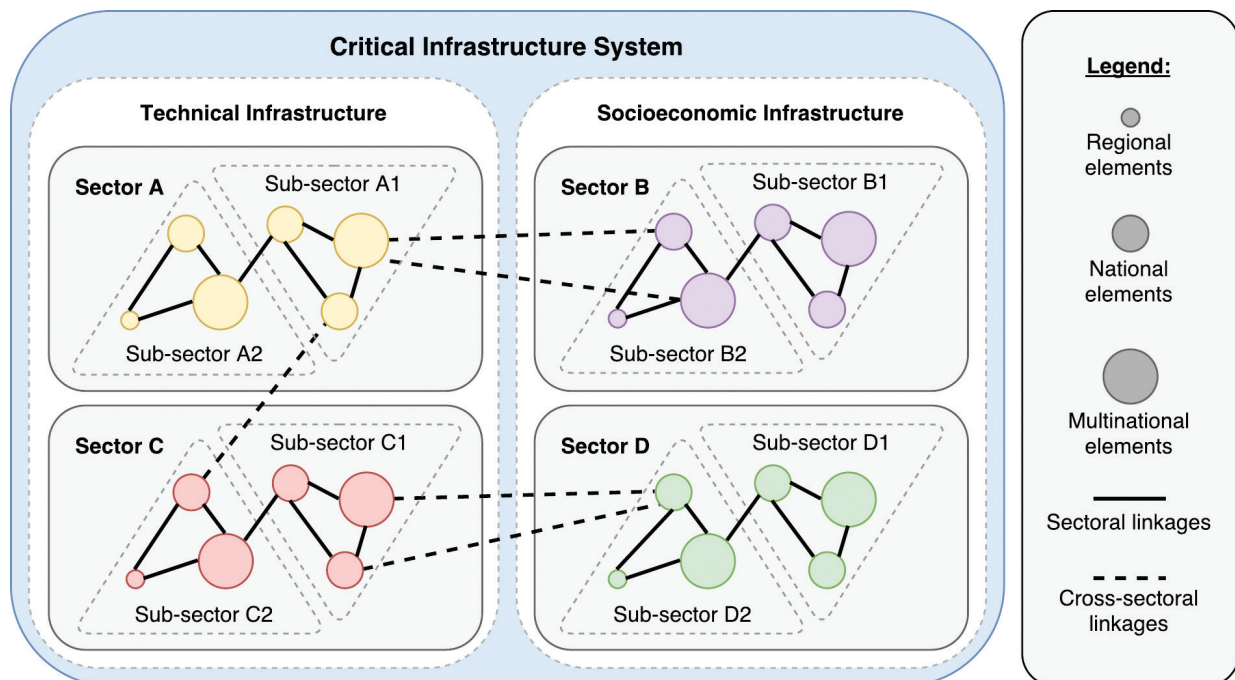 Critical Infrastructure System
Technical Infrastructure
Sector A
Sub-sector A1
Sub-sector A2
Sector C
Sub-sector C1
Sub-sector C2
Socioeconomic Infrastructure
Sector B
Sub-sector B1
Sub-sector B2
Sector D
Sub-sector D1
Sub-sector D2
Legend:
Regional
elements
National
elements
Multinational
elements
Sectoral linkages
Cross-sectoral
linkages